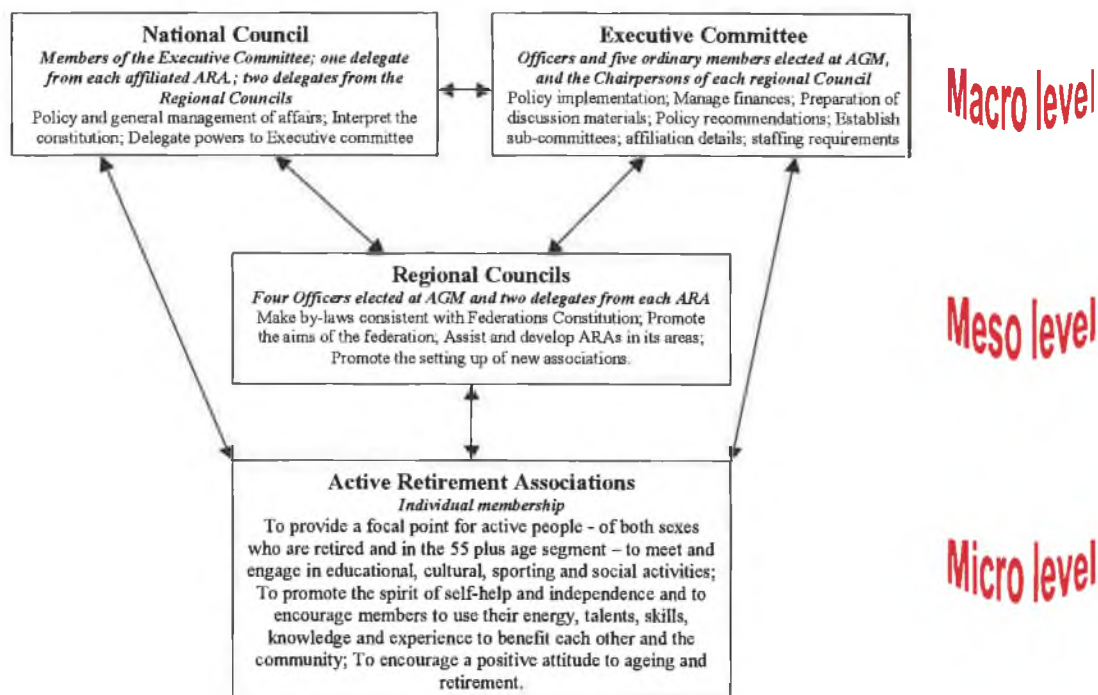 National Council
Members of the Executive Committee; one delegate
from each affiliated ARA; two delegates from the
Regional Councils
Policy and general management of affairs; Interpret the
constitution; Delegate powers to Executive committee
Executive Committee
Officers and five ordinary members elected at AGM,
and the Chairpersons of each regional Council
Policy implementation; Manage finances; Preparation of
discussion materials; Policy recommendations; Establish
sub-committees; affiliation details; staffing requirements
Macro level
Regional Councils
Four Officers elected at AGM and two delegates from each ARA
Make by-laws consistent with Federations Constitution; Promote
the aims of the federation; Assist and develop ARAs in its areas;
Promote the setting up of new associations.
Meso level
Active Retirement Associations
Individual membership
To provide a focal point for active people - of both sexes
who are retired and in the 55 plus age segment – to meet and
engage in educational, cultural, sporting and social activities;
To promote the spirit of self-help and independence and to
encourage members to use their energy, talents, skills,
knowledge and experience to benefit each other and the
community; To encourage a positive attitude to ageing and
retirement.
Micro level